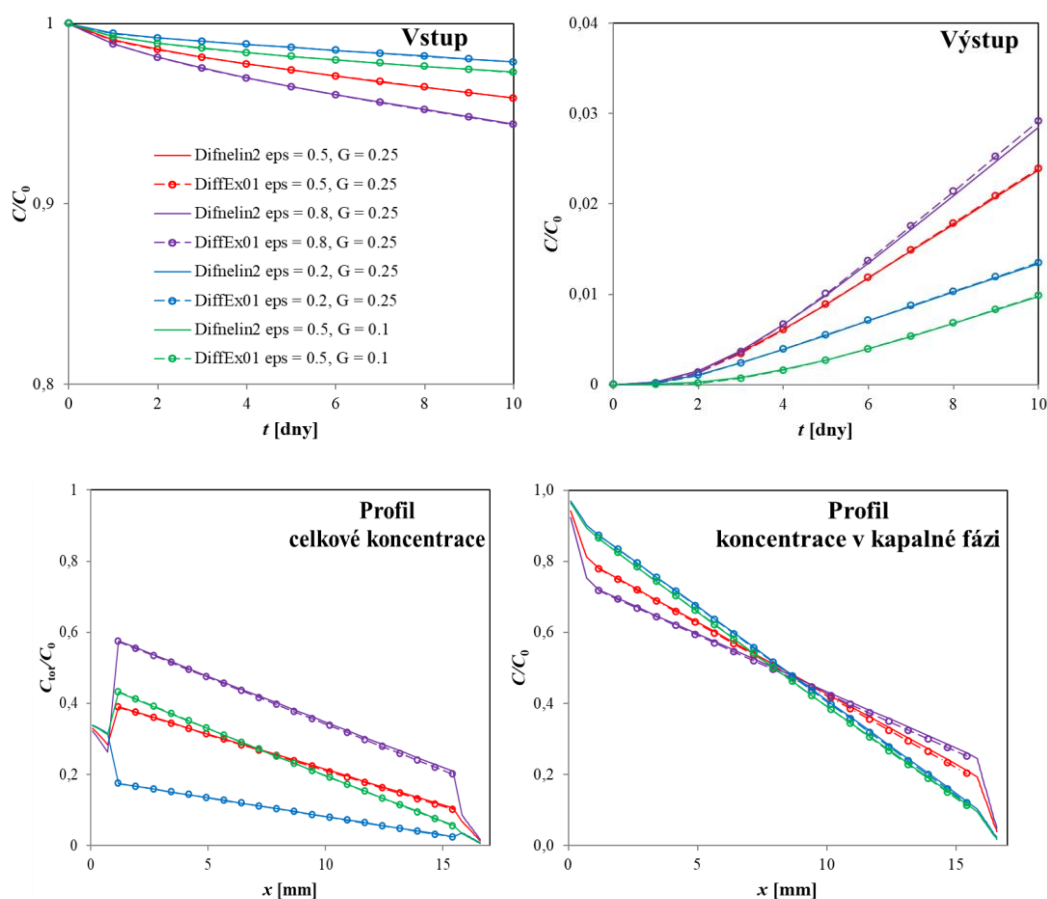 Vstup
1
0,9
0,8
C/C0
Difnelin2 eps = 0.5, G = 0.25
DiffEx01 eps = 0.5, G = 0.25
Difnelin2 eps = 0.8, G = 0.25
DiffEx01 eps = 0.8, G = 0.25
Difnelin2 eps = 0.2, G = 0.25
DiffEx01 eps = 0.2, G = 0.25
Difnelin2 eps = 0.5, G = 0.1
DiffEx01 eps = 0.5, G = 0.1
0 2 4 6 8 10
t [dny]
Výstup
0,04
0,03
0,02
0,01
0
C/C0
0 2 4 6 8 10
t [dny]
Profil
celkové koncentrace
1
0,8
0,6
0,4
0,2
0
Ctot/C0
0 5 10 15
x [mm]
Profil
koncentrace v kapalné fázi
1,0
0,8
0,6
0,4
0,2
0,0
C/C0
0 5 10 15
x [mm]